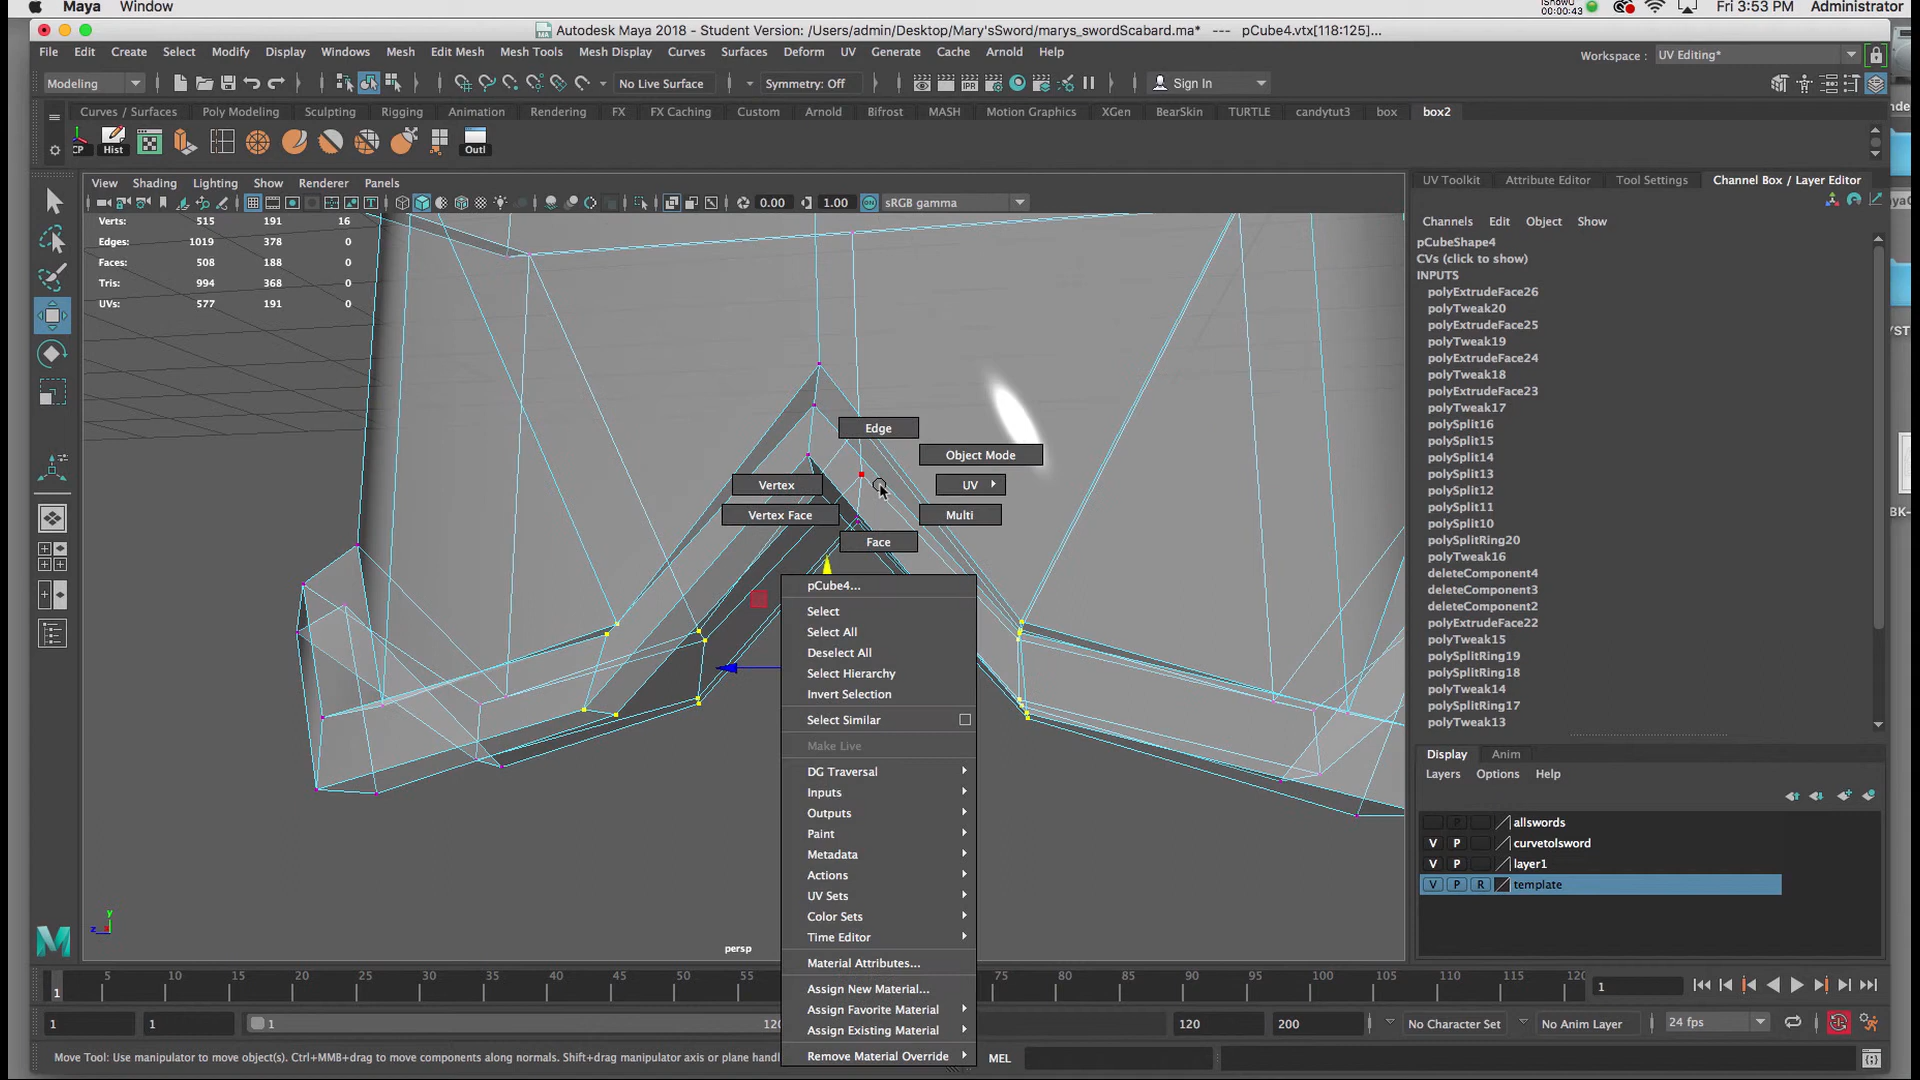 Maya Window
iShowU
00:00:43
Fri 3:53 PM Administrator
Autodesk Maya 2018 - Student Version: /Users/admin/Desktop/Mary'sSword/marys_swordScabard.ma* --- pCube4.vtx[118:125]...
File Edit Create Select Modify Display Windows Mesh Edit Mesh Mesh Tools Mesh Display Curves Surfaces Deform UV Generate Cache Arnold Help
Workspace : UV Editing*
Modeling No Live Surface Symmetry: Off Sign In
Curves / Surfaces Poly Modeling Sculpting Rigging Animation Rendering FX FX Caching Custom Arnold Bifrost MASH Motion Graphics XGen BearSkin TURTLE candytut3 box box2
CP Hist Outl
View Shading Lighting Show Renderer Panels
UV Toolkit Attribute Editor Tool Settings Channel Box / Layer Editor
0.00 1.00 ON sRGB gamma
Verts: 515 191 16
Edges: 1019 378 0
Faces: 508 188 0
Tris: 994 368 0
UVs: 577 191 0
Channels Edit Object Show
pCubeShape4
CVs (click to show)
INPUTS
polyExtrudeFace26
polyTweak20
polyExtrudeFace25
polyTweak19
polyExtrudeFace24
polyTweak18
polyExtrudeFace23
polyTweak17
polySplit16
polySplit15
polySplit14
polySplit13
polySplit12
polySplit11
polySplit10
polySplitRing20
polyTweak16
deleteComponent4
deleteComponent3
deleteComponent2
polyExtrudeFace22
polyTweak15
polySplitRing19
polySplitRing18
polyTweak14
polySplitRing17
polyTweak13
Edge
Object Mode
Vertex
UV
Vertex Face
Multi
Face
pCube4...
Select
Select All
Deselect All
Select Hierarchy
Invert Selection
Select Similar
Make Live
DG Traversal
Inputs
Outputs
Paint
Metadata
Actions
UV Sets
Color Sets
Time Editor
Material Attributes...
Assign New Material...
Assign Favorite Material
Assign Existing Material
Remove Material Override
Display Anim
Layers Options Help
P allswords
V P curvetolsword
V P layer1
V P R template
y
z
persp
5 10 15 20 25 30 35 40 45 50 55 75 80 85 90 95 100 105 110 115 120
1
1
1 1 1 120 120 200 No Character Set No Anim Layer 24 fps
Move Tool: Use manipulator to move object(s). Ctrl+MMB+drag to move components along normals. Shift+drag manipulator axis or plane handl
MEL